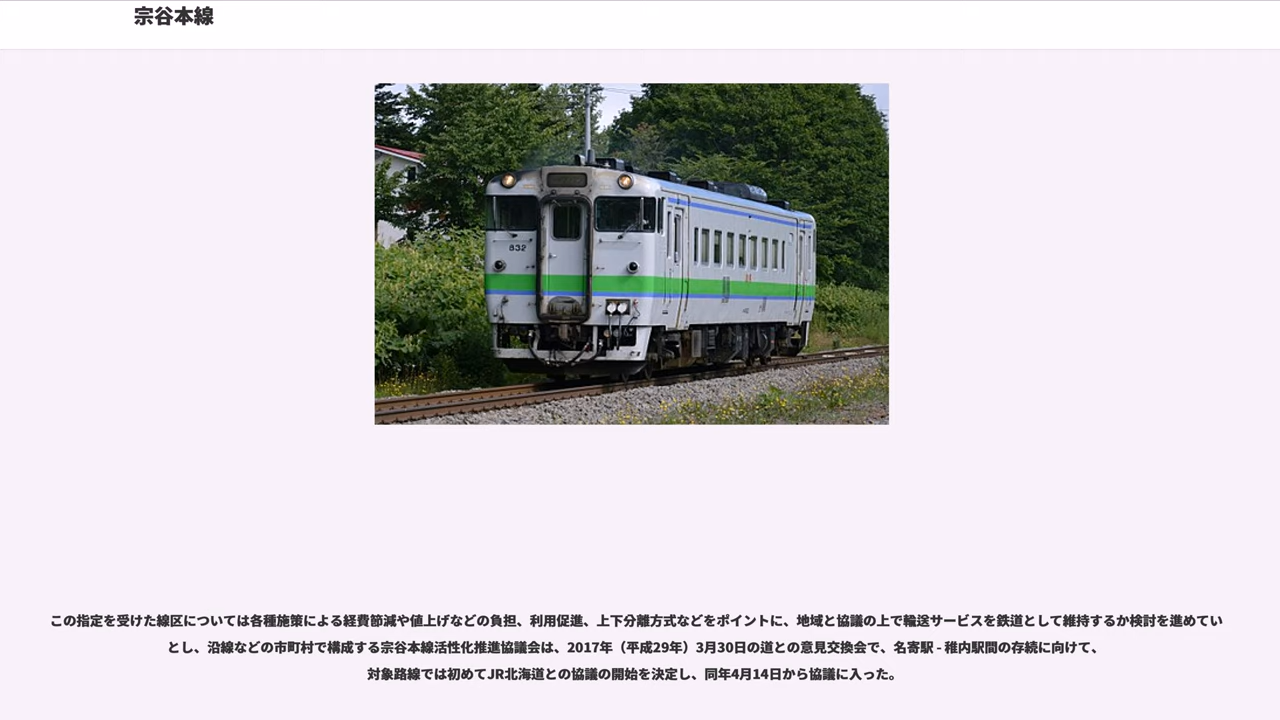 宗谷本線
832
この指定を受けた線区については各種施策による経費節減や値上げなどの負担、利用促進、上下分離方式などをポイントに、地域と協議の上で輸送サービスを鉄道として維持するか検討を進めてい
とし、沿線などの市町村で構成する宗谷本線活性化推進協議会は、2017年（平成29年）3月30日の道との意見交換会で、名寄駅 - 稚内駅間の存続に向けて、
対象路線では初めてJR北海道との協議の開始を決定し、同年4月14日から協議に入った。